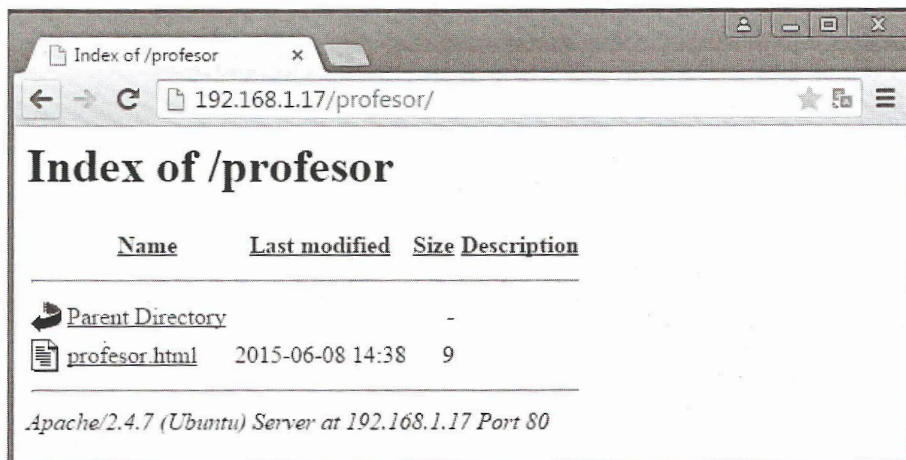 Index of /profesor
192.168.1.17/profesor/
Index of /profesor
Name Last modified Size Description
Parent Directory -
profesor.html 2015-06-08 14:38 9
Apache/2.4.7 (Ubuntu) Server at 192.168.1.17 Port 80